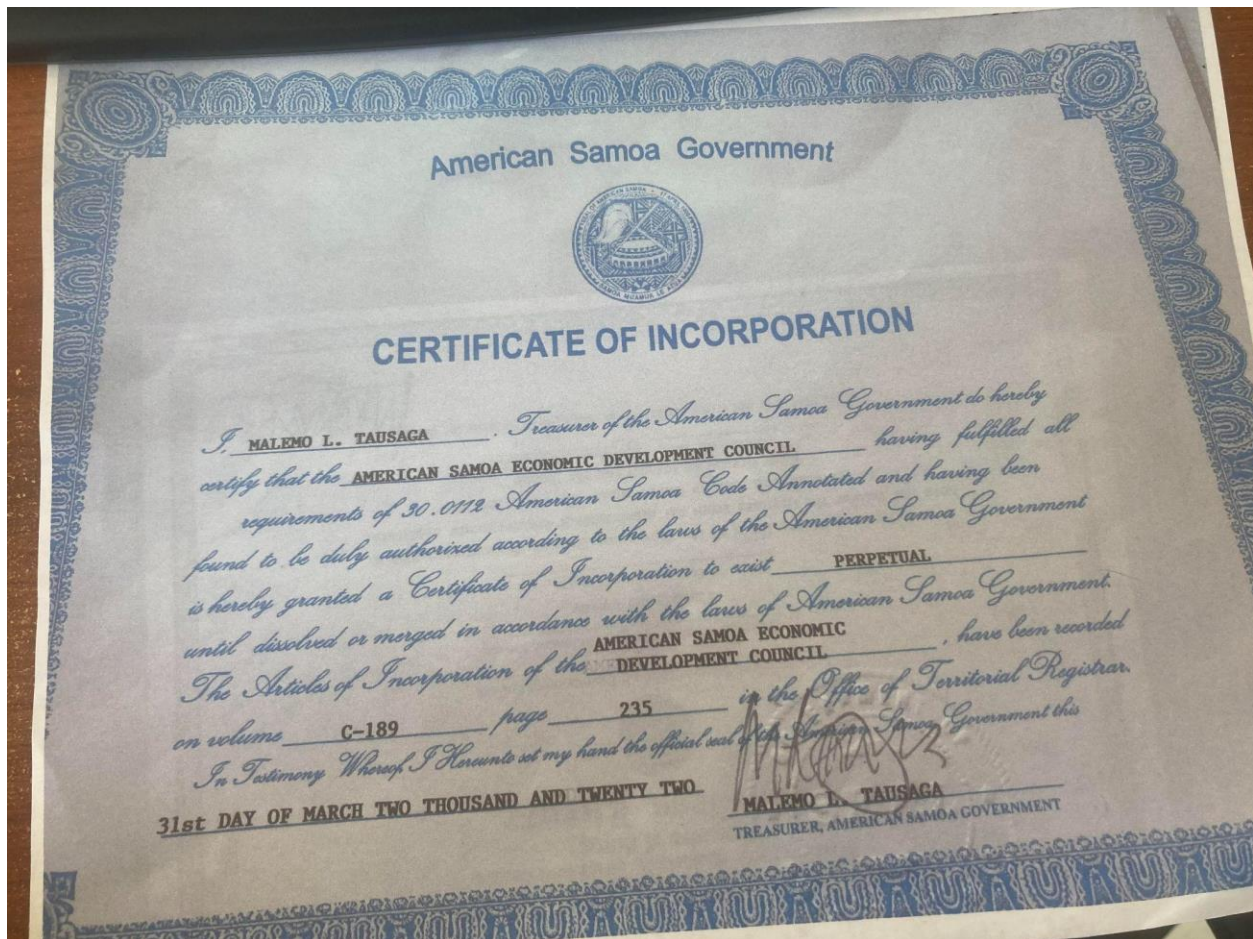 American Samoa Government
CERTIFICATE OF INCORPORATION
I, MALEMO L. TAUSAGA. Treasurer of the American Samoa Government do hereby
certify that the AMERICAN SAMOA ECONOMIC DEVELOPMENT COUNCIL having fulfilled all
requirements of 30.0112 American Samoa Code Annotated and having been
found to be duly authorized according to the laws of the American Samoa Government
is hereby granted a Certificate of Incorporation to exist PERPETUAL
until dissolved or merged in accordance with the laws of American Samoa Government.
The Articles of Incorporation of the AMERICAN SAMOA ECONOMIC
DEVELOPMENT COUNCIL, have been recorded
on volume C-189 page 235 in the Office of Territorial Registrar.
In Testimony Whereof, I Hereunto set my hand the official seal of the American Samoa Government this
31st DAY OF MARCH TWO THOUSAND AND TWENTY TWO
MALEMO L. TAUSAGA
TREASURER, AMERICAN SAMOA GOVERNMENT